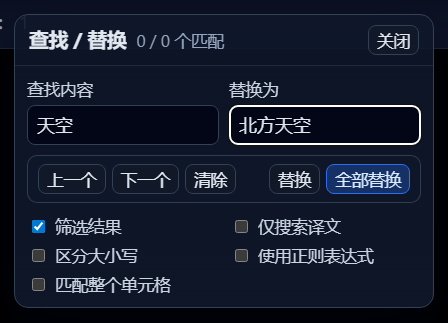 查找 / 替换 0 / 0 个匹配 关闭
查找内容 替换为
天空 北方天空
上一个 下一个 清除 替换 全部替换
筛选结果 仅搜索译文
区分大小写 使用正则表达式
匹配整个单元格